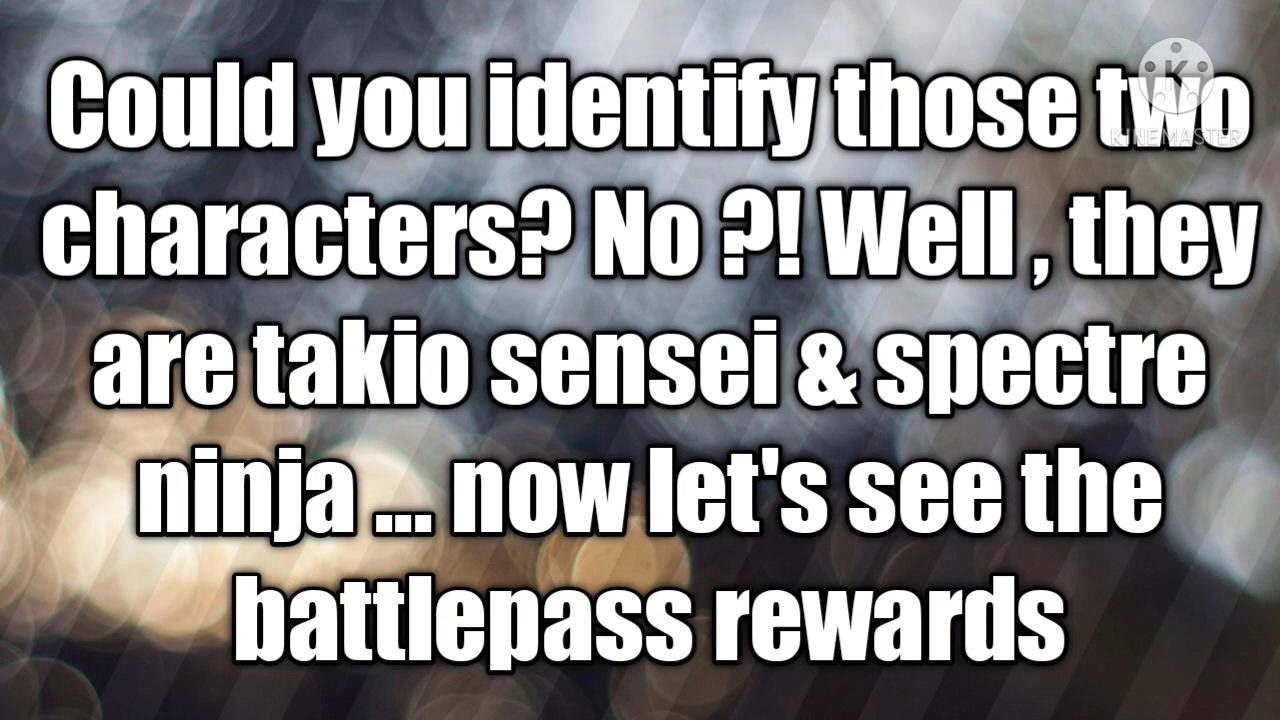 Could you identify those two
KINEMASTER
characters? No ?! Well , they
are takio sensei & spectre
ninja ... now let's see the
battlepass rewards